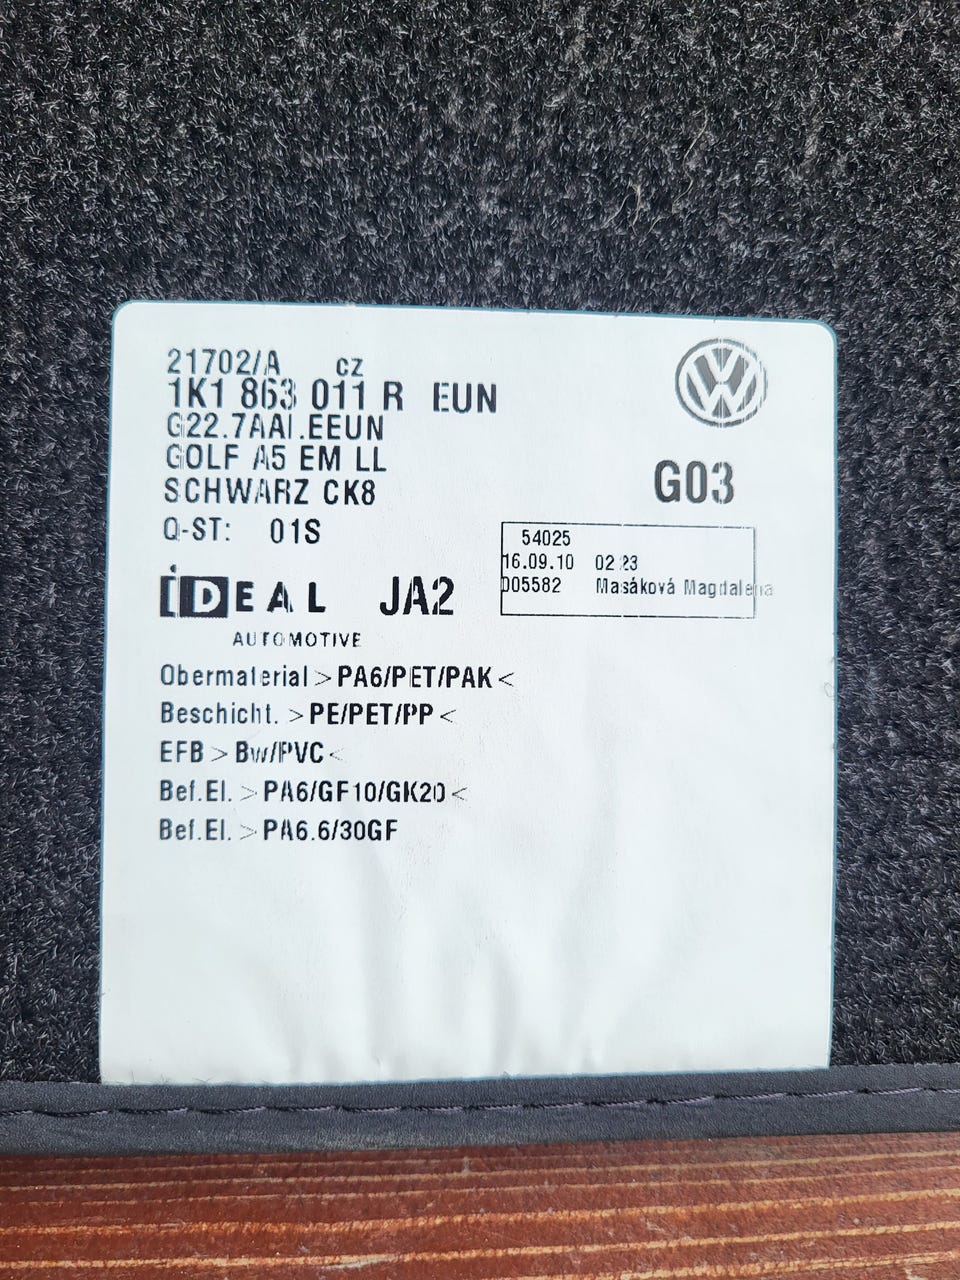 21702/A cz
1K1 863 011 R EUN
G22.7AAI.EEUN
GOLF A5 EM LL
SCHWARZ CK8
G03
Q-ST: 01S
54025
16.09.10 02:23
D05582 Masáková Magdalena
iDEAL JA2
AUTOMOTIVE
Obermaterial >PA6/PET/PAK<
Beschicht. >PE/PET/PP<
EFB >Bw/PVC<
Bef.El. >PA6/GF10/GK20<
Bef.El. >PA6.6/30GF